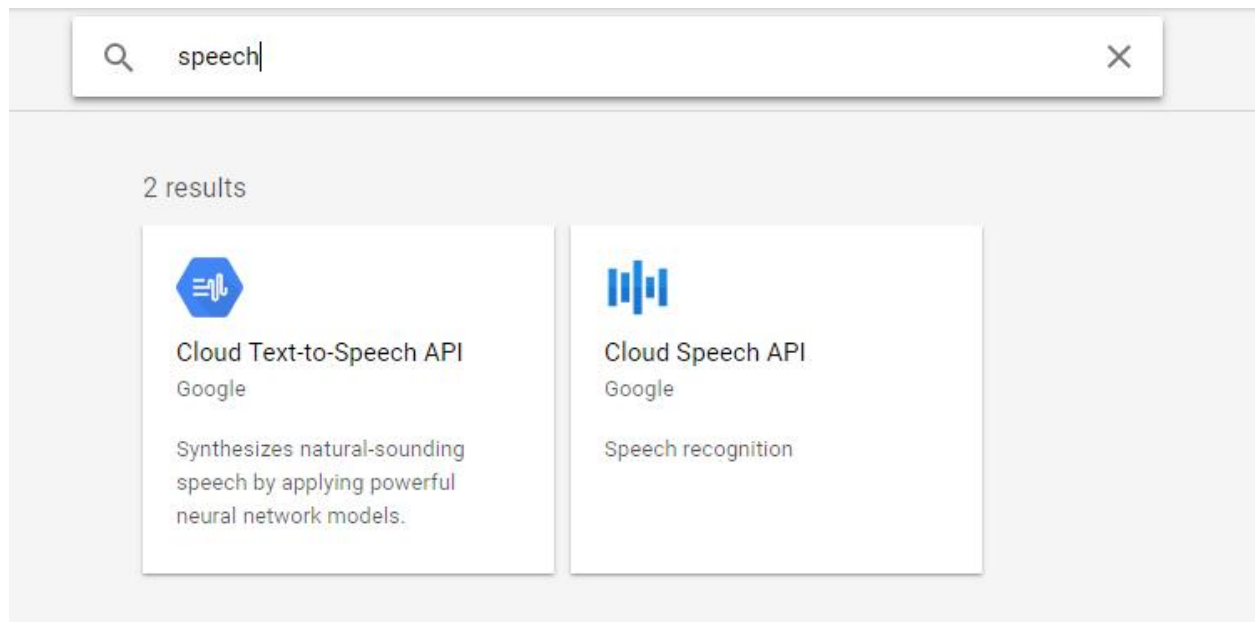 speech
2 results
Cloud Text-to-Speech API
Google
Synthesizes natural-sounding
speech by applying powerful
neural network models.
Cloud Speech API
Google
Speech recognition